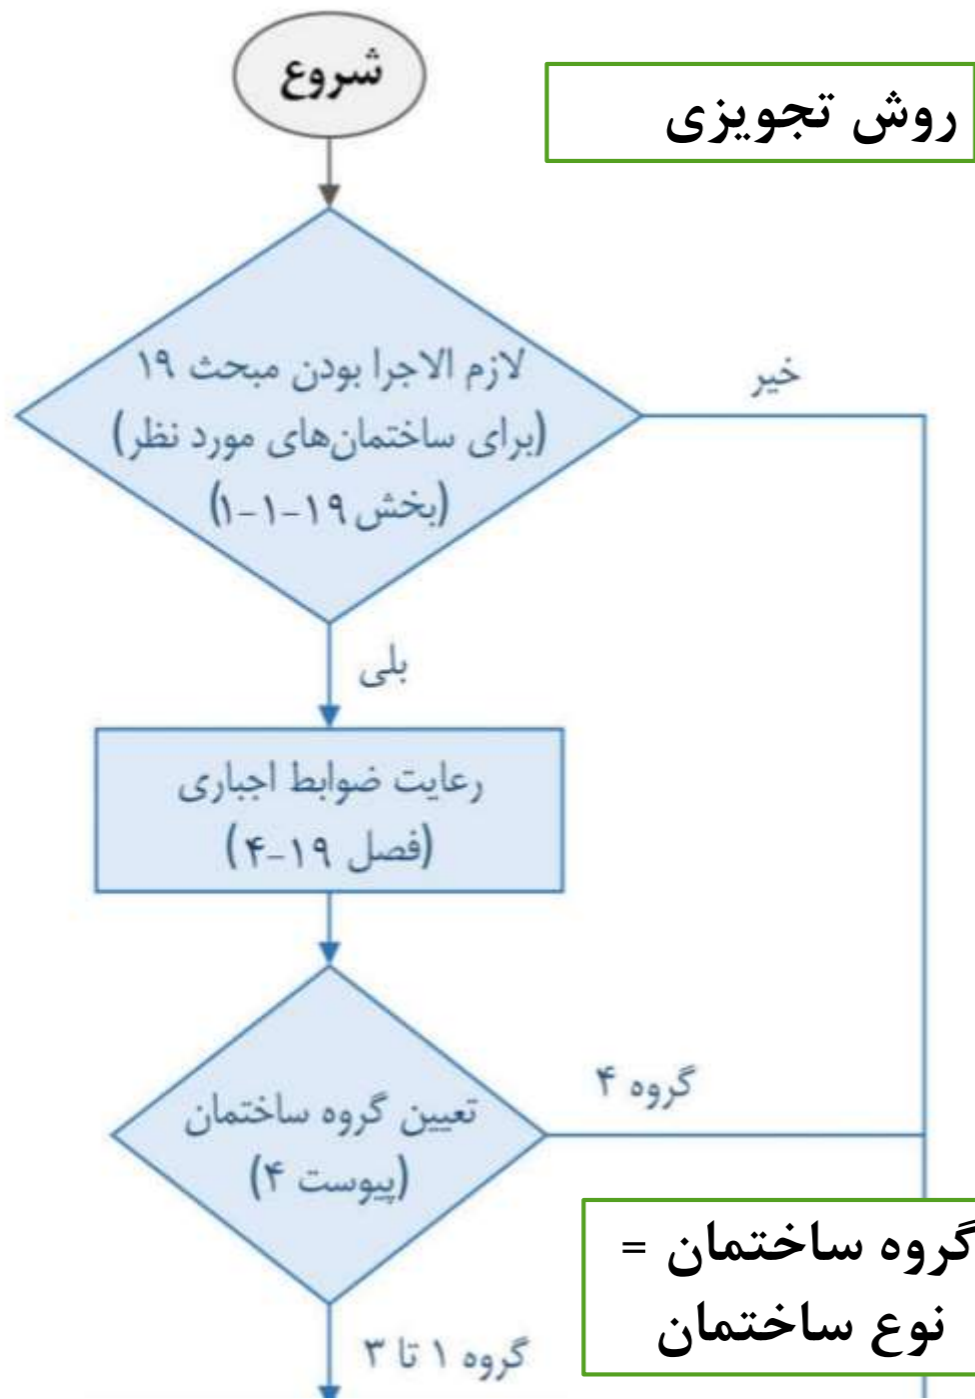 شروع
روش تجویزی
لازم الاجرا بودن مبحث ۱۹
(برای ساختمان‌های مورد نظر)
(بخش ۱۹-۱-۱)
خیر
بلی
رعایت ضوابط اجباری
(فصل ۱۹-۴)
تعیین گروه ساختمان
(پیوست ۴)
گروه ۴
گروه ساختمان =
نوع ساختمان
گروه ۱ تا ۳